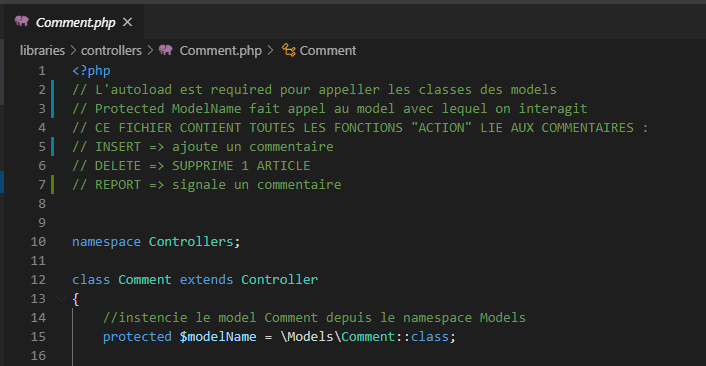 Comment.php ×
libraries > controllers > Comment.php > Comment
1 <?php
2 // L'autoload est required pour appeller les classes des models
3 // Protected ModelName fait appel au model avec lequel on interagit
4 // CE FICHIER CONTIENT TOUTES LES FONCTIONS "ACTION" LIE AUX COMMENTAIRES :
5 // INSERT => ajoute un commentaire
6 // DELETE => SUPPRIME 1 ARTICLE
7 // REPORT => signale un commentaire
8
9
10 namespace Controllers;
11
12 class Comment extends Controller
13 {
14 //instencie le model Comment depuis le namespace Models
15 protected $modelName = \Models\Comment::class;
16